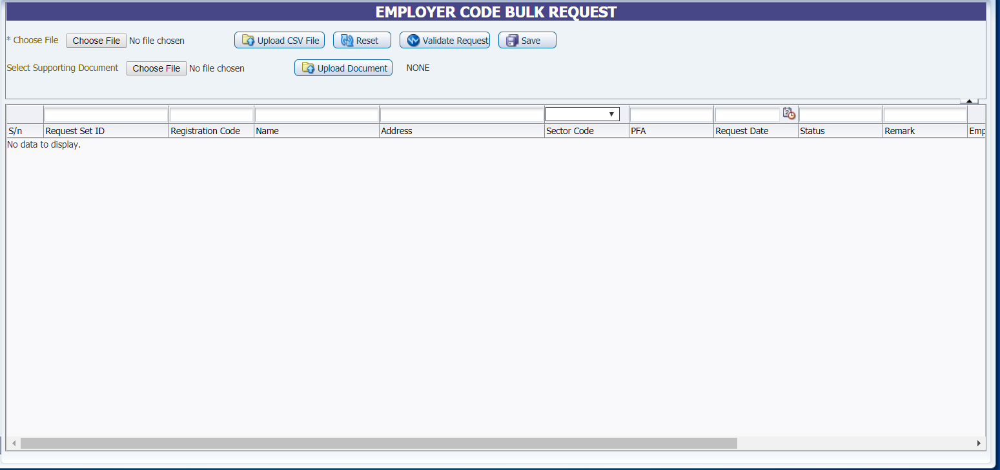 EMPLOYER CODE BULK REQUEST
* Choose File Choose File No file chosen Upload CSV File Reset Validate Request Save
Select Supporting Document Choose File No file chosen Upload Document NONE
S/n Request Set ID Registration Code Name Address Sector Code PFA Request Date Status Remark Emp
No data to display.